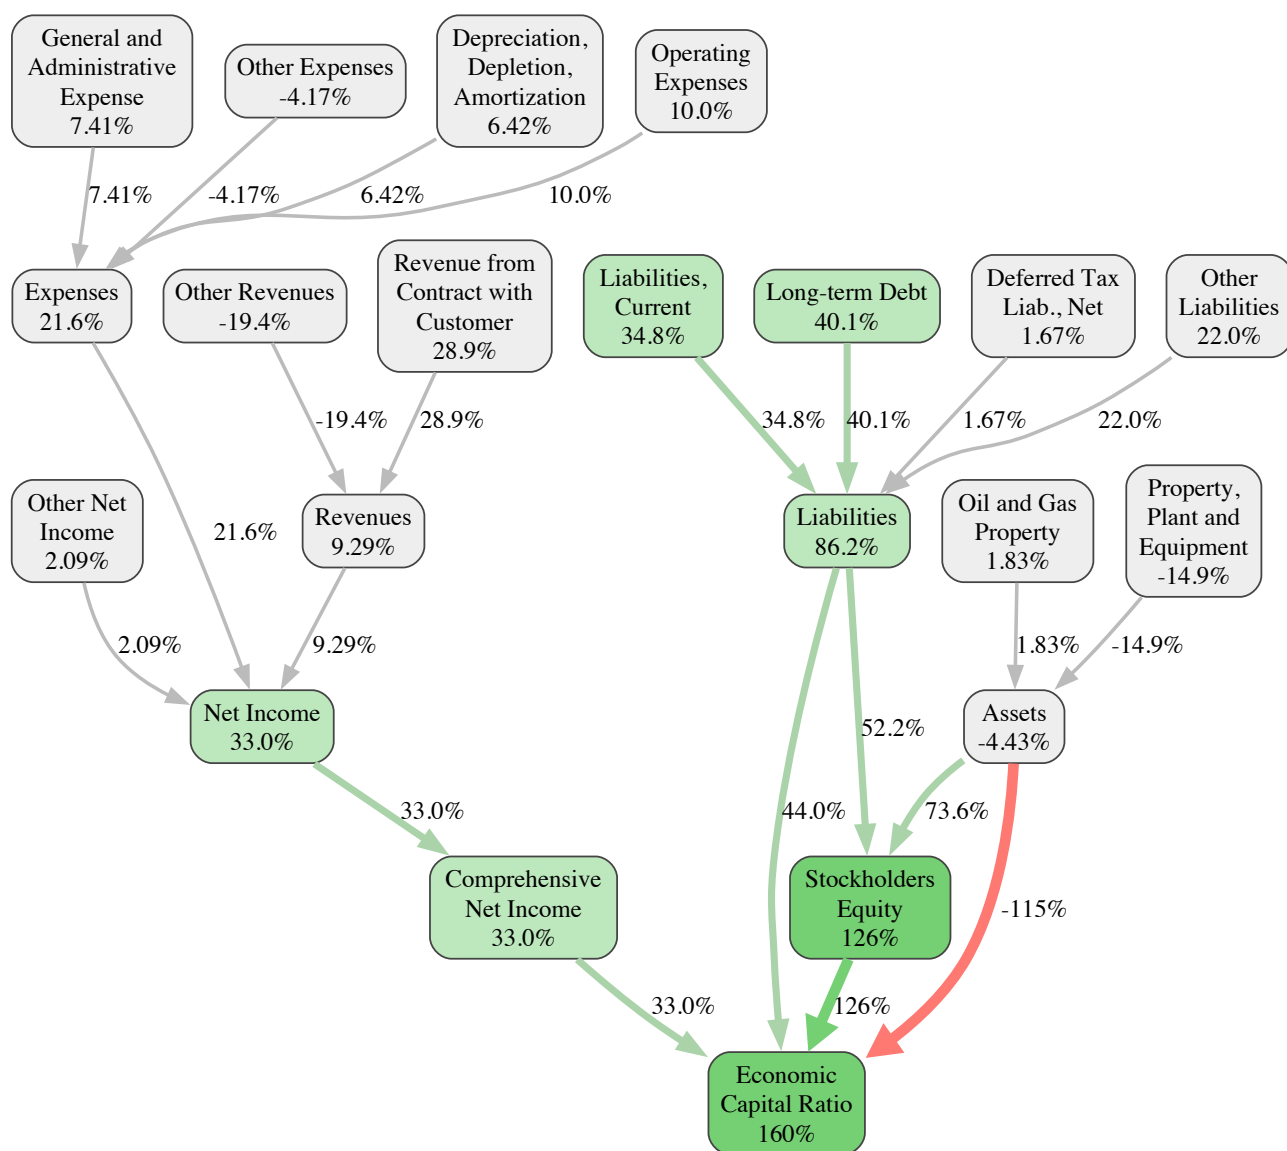 General and
Administrative
Expense
7.41%
Other Expenses
-4.17%
Depreciation,
Depletion,
Amortization
6.42%
Operating
Expenses
10.0%
7.41%
-4.17%
6.42%
10.0%
Expenses
21.6%
Other Revenues
-19.4%
Revenue from
Contract with
Customer
28.9%
Liabilities,
Current
34.8%
Long-term Debt
40.1%
Deferred Tax
Liab., Net
1.67%
Other
Liabilities
22.0%
-19.4%
28.9%
34.8%
40.1%
1.67%
22.0%
Other Net
Income
2.09%
21.6%
Revenues
9.29%
Liabilities
86.2%
Oil and Gas
Property
1.83%
Property,
Plant and
Equipment
-14.9%
2.09%
9.29%
1.83%
-14.9%
Net Income
33.0%
52.2%
Assets
-4.43%
33.0%
44.0%
73.6%
Comprehensive
Net Income
33.0%
Stockholders
Equity
126%
-115%
33.0%
126%
Economic
Capital Ratio
160%